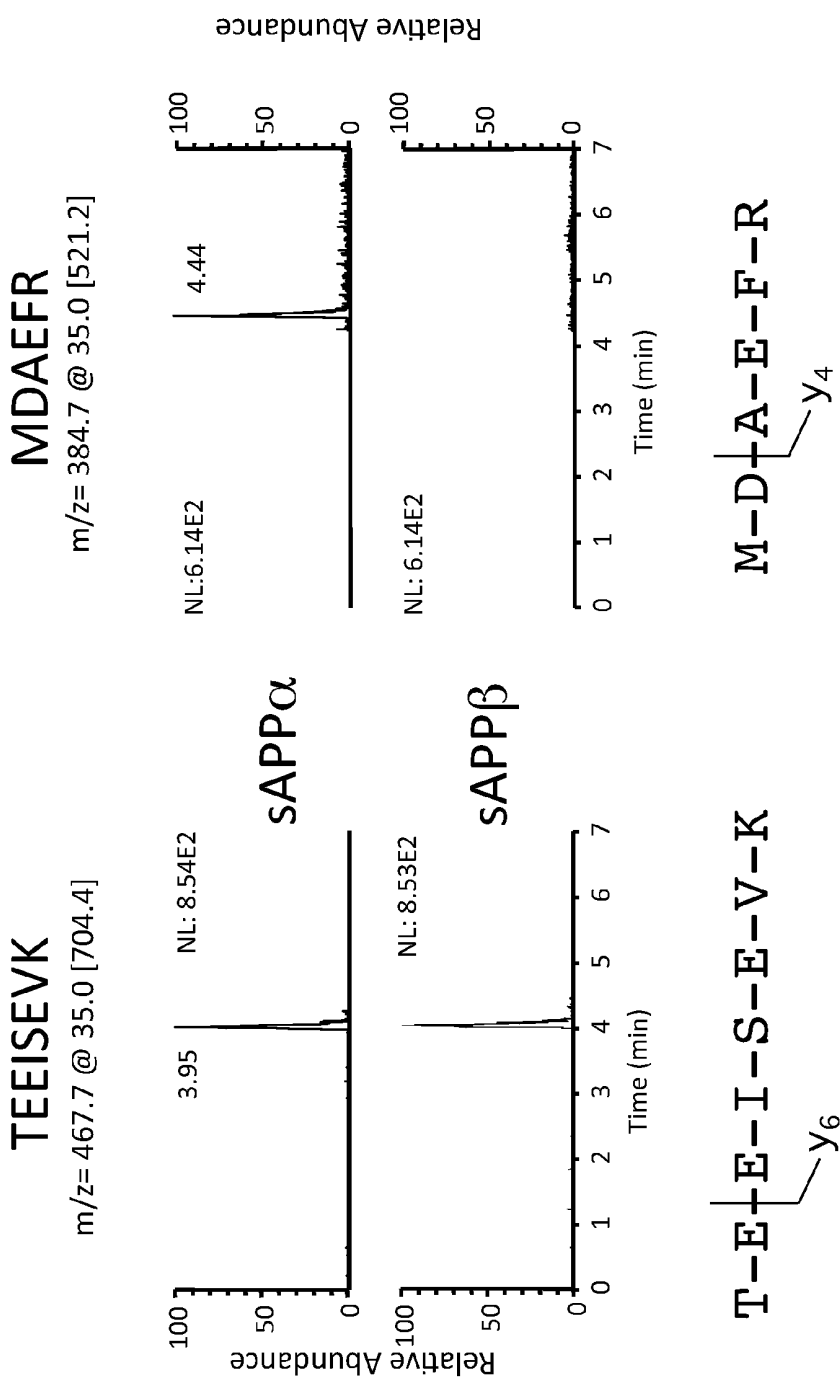 TEEISEVK
m/z= 467.7 @ 35.0 [704.4]
Relative Abundance
100
50
0
3.95
NL: 8.54E2
sAPPα
100
50
0
NL: 8.53E2
sAPPβ
0 1 2 3 4 5 6 7
Time (min)
T-E-E-I-S-E-V-K
y6
MDAEFR
m/z= 384.7 @ 35.0 [521.2]
NL:6.14E2
4.44
100
50
0
Relative Abundance
NL: 6.14E2
100
50
0
0 1 2 3 4 5 6 7
Time (min)
M-D-A-E-F-R
y4